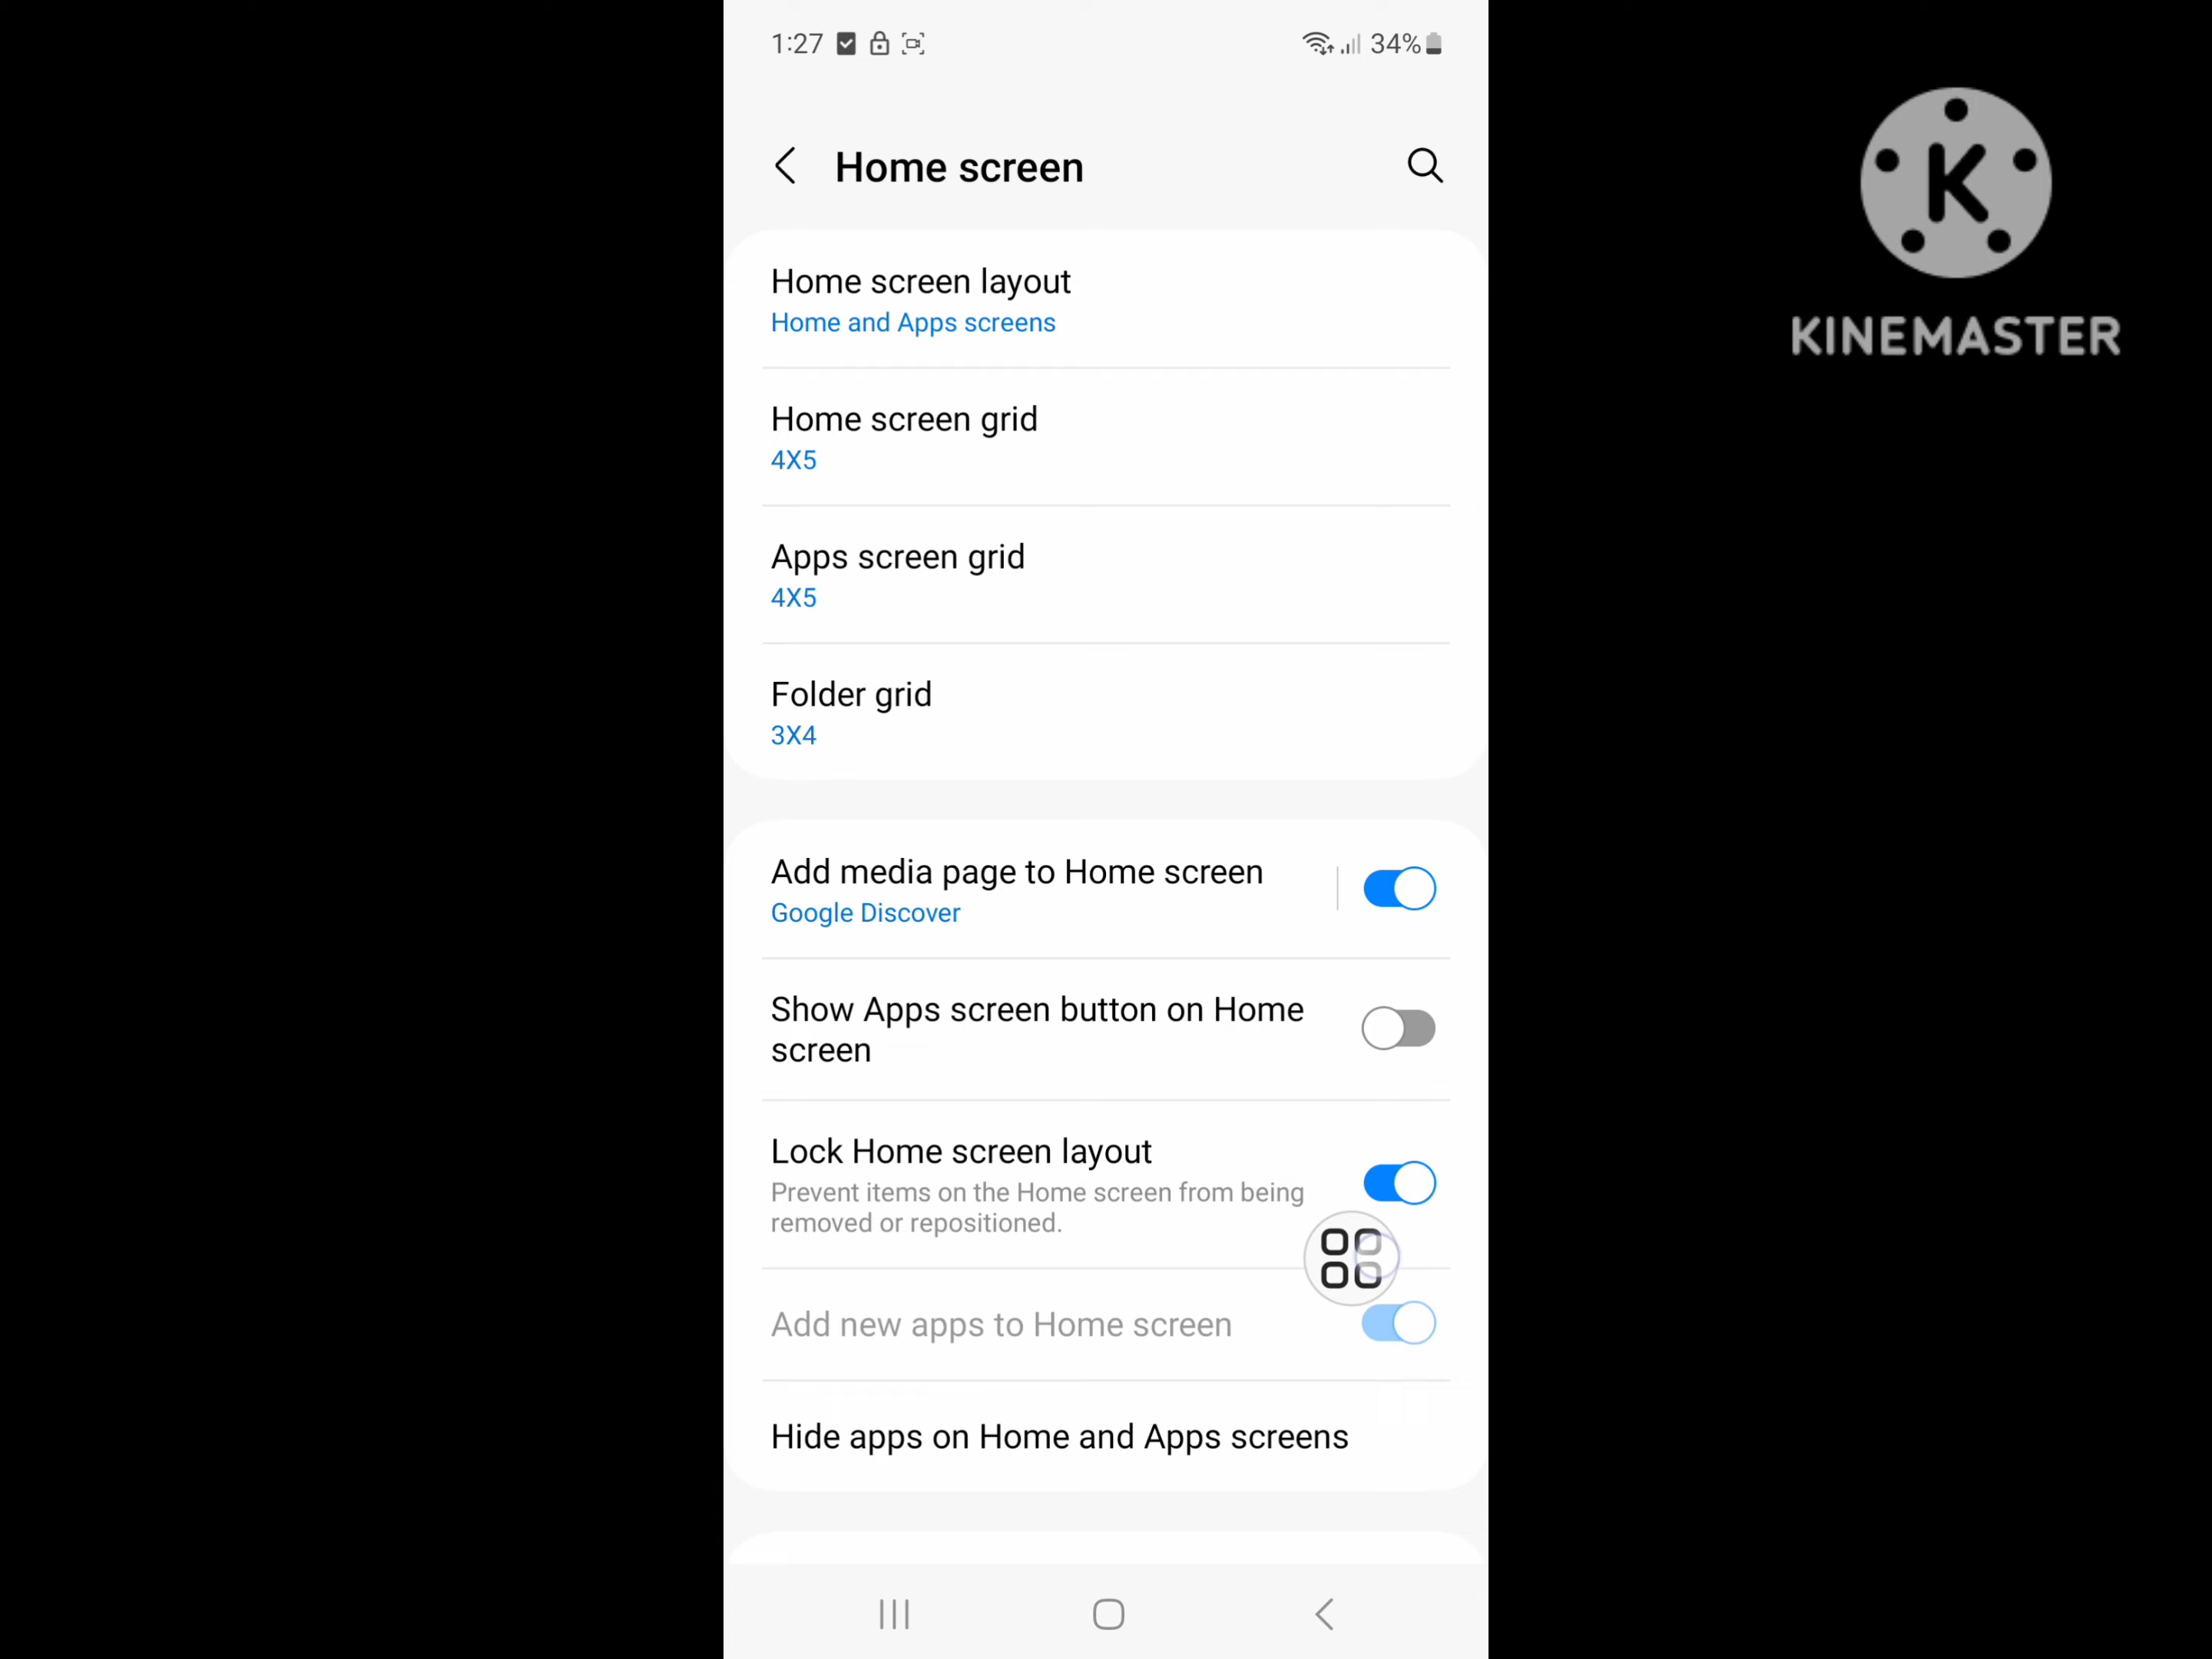 1:27
34%
K
KINEMASTER
Home screen
Home screen layout
Home and Apps screens
Home screen grid
4X5
Apps screen grid
4X5
Folder grid
3X4
Add media page to Home screen
Google Discover
Show Apps screen button on Home
screen
Lock Home screen layout
Prevent items on the Home screen from being
removed or repositioned.
Add new apps to Home screen
Hide apps on Home and Apps screens